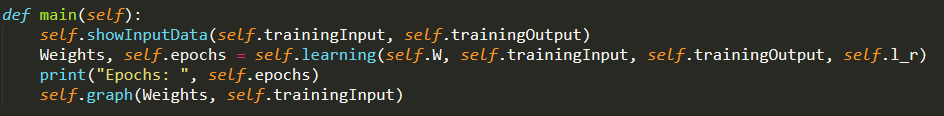 def main(self):
    self.showInputData(self.trainingInput, self.trainingOutput)
    Weights, self.epochs = self.learning(self.W, self.trainingInput, self.trainingOutput, self.l_r)
    print("Epochs: ", self.epochs)
    self.graph(Weights, self.trainingInput)